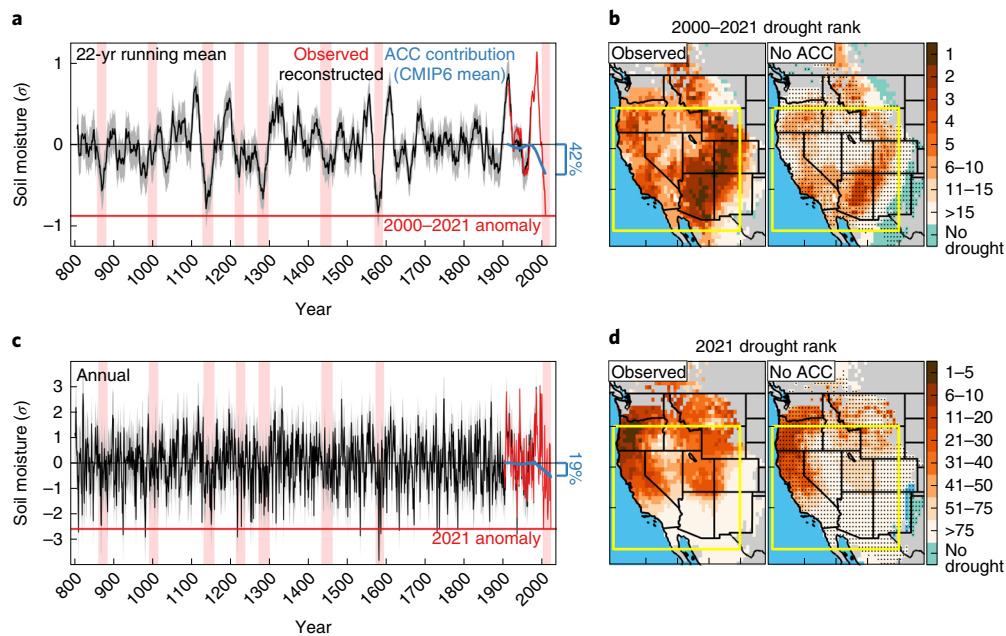 a
22-yr running mean
Observed
reconstructed
ACC contribution
(CMIP6 mean)
Soil moisture (σ)
1
0
−1
42%
2000–2021 anomaly
800
900
1000
1100
1200
1300
1400
1500
1600
1700
1800
1900
2000
Year
b
2000–2021 drought rank
Observed
No ACC
1
2
3
4
5
6–10
11–15
>15
No
drought
c
Annual
Soil moisture (σ)
3
2
1
0
−1
−2
−3
19%
2021 anomaly
800
900
1000
1100
1200
1300
1400
1500
1600
1700
1800
1900
2000
Year
d
2021 drought rank
Observed
No ACC
1–5
6–10
11–20
21–30
31–40
41–50
51–75
>75
No
drought